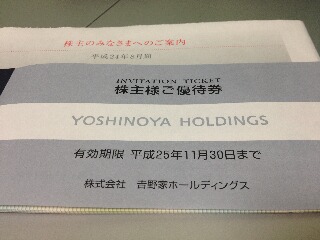 株主のみなさまへのご案内
平成24年8月期
INVITATION TICKET
株主様ご優待券
YOSHINOYA HOLDINGS
有効期限 平成25年11月30日まで
株式会社 吉野家ホールディングス